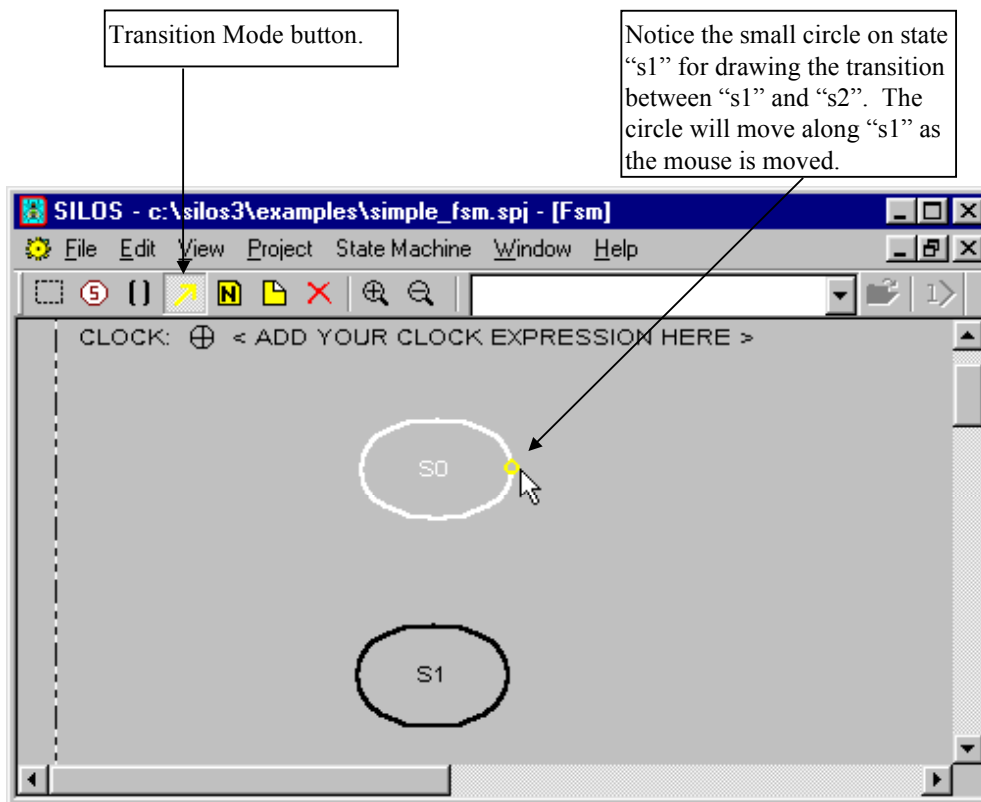 Transition Mode button.
Notice the small circle on state
“s1” for drawing the transition
between “s1” and “s2”.  The
circle will move along “s1” as
the mouse is moved.
SILOS - c:\silos3\examples\simple_fsm.spj - [Fsm]
File Edit View Project State Machine Window Help
S N 1
CLOCK: < ADD YOUR CLOCK EXPRESSION HERE >
S0
S1